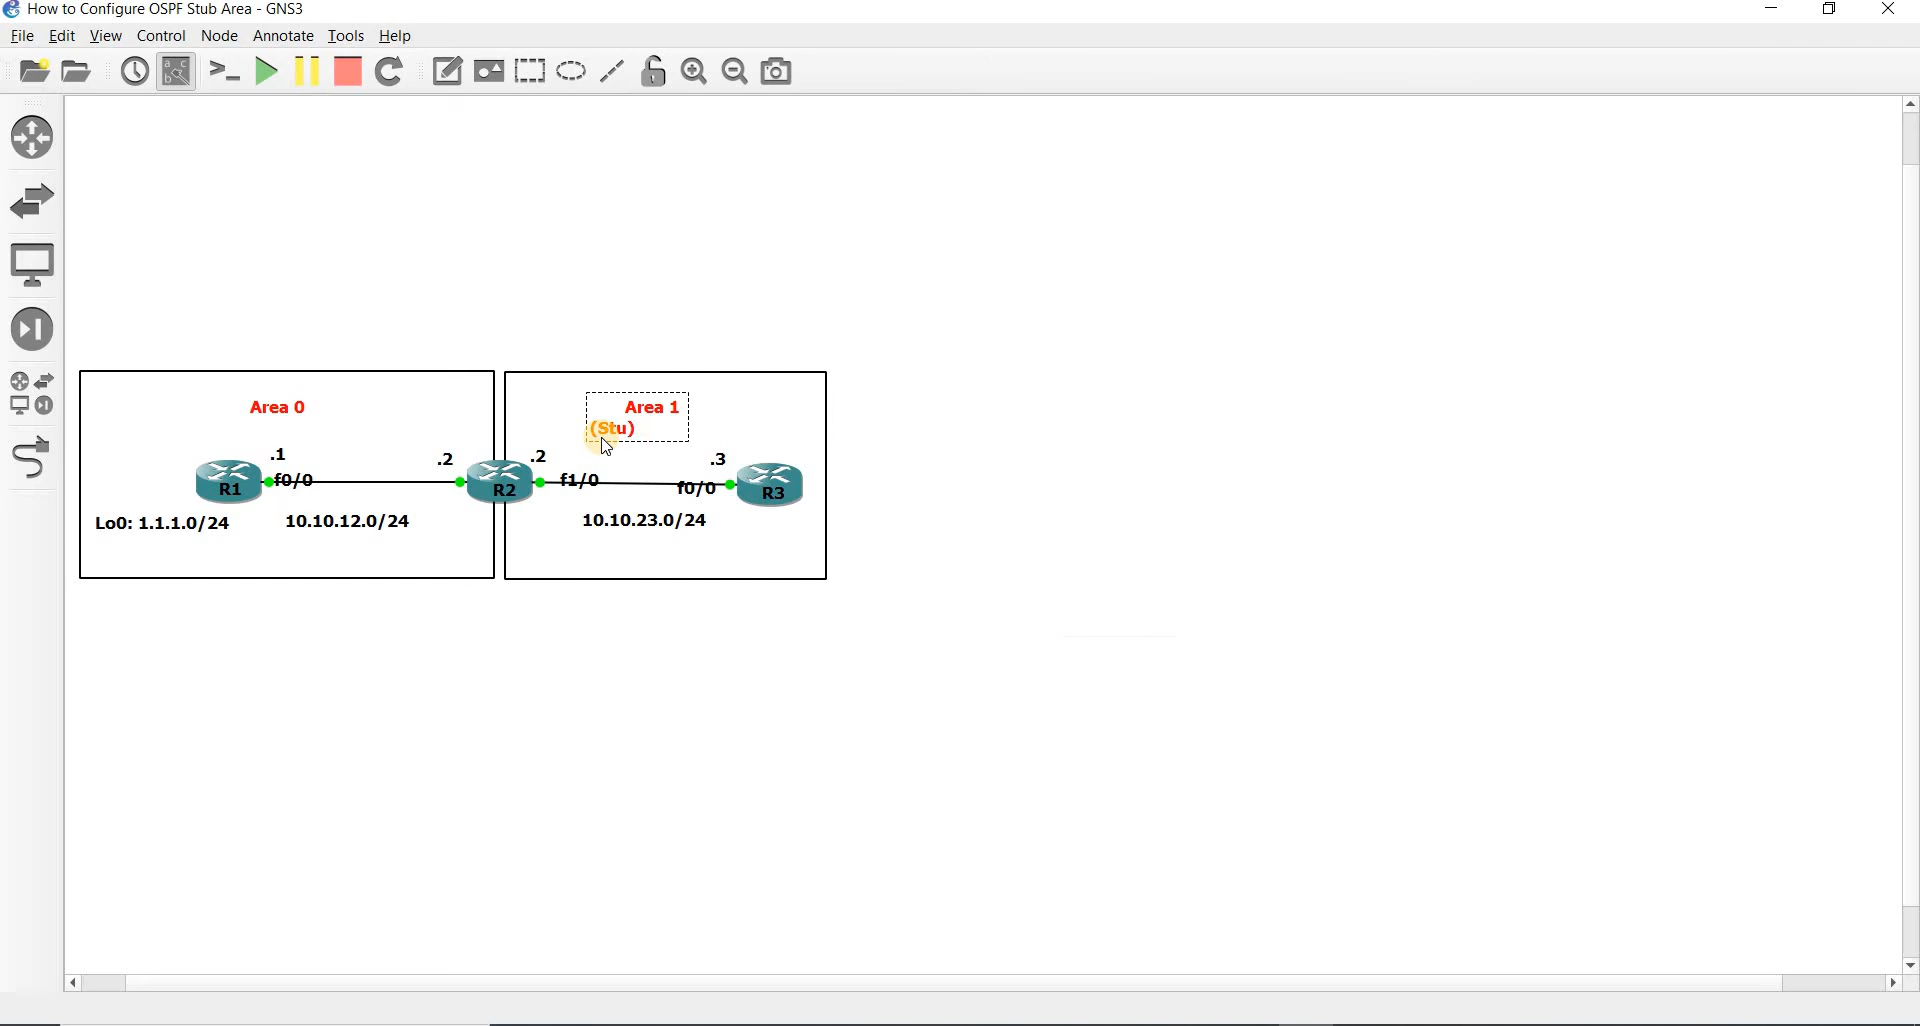 How to Configure OSPF Stub Area - GNS3
File Edit View Control Node Annotate Tools Help
a c
b
>_
Area 0
Area 1
(Stu)
.1
.2
.2
.3
f0/0
f1/0
f0/0
R1
R2
R3
Lo0: 1.1.1.0/24
10.10.12.0/24
10.10.23.0/24